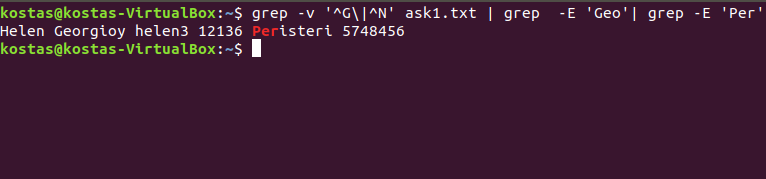 kostas@kostas-VirtualBox:~$ grep -v '^G\|^N' ask1.txt | grep  -E 'Geo'| grep -E 'Per'
Helen Georgioy helen3 12136 Peristeri 5748456
kostas@kostas-VirtualBox:~$